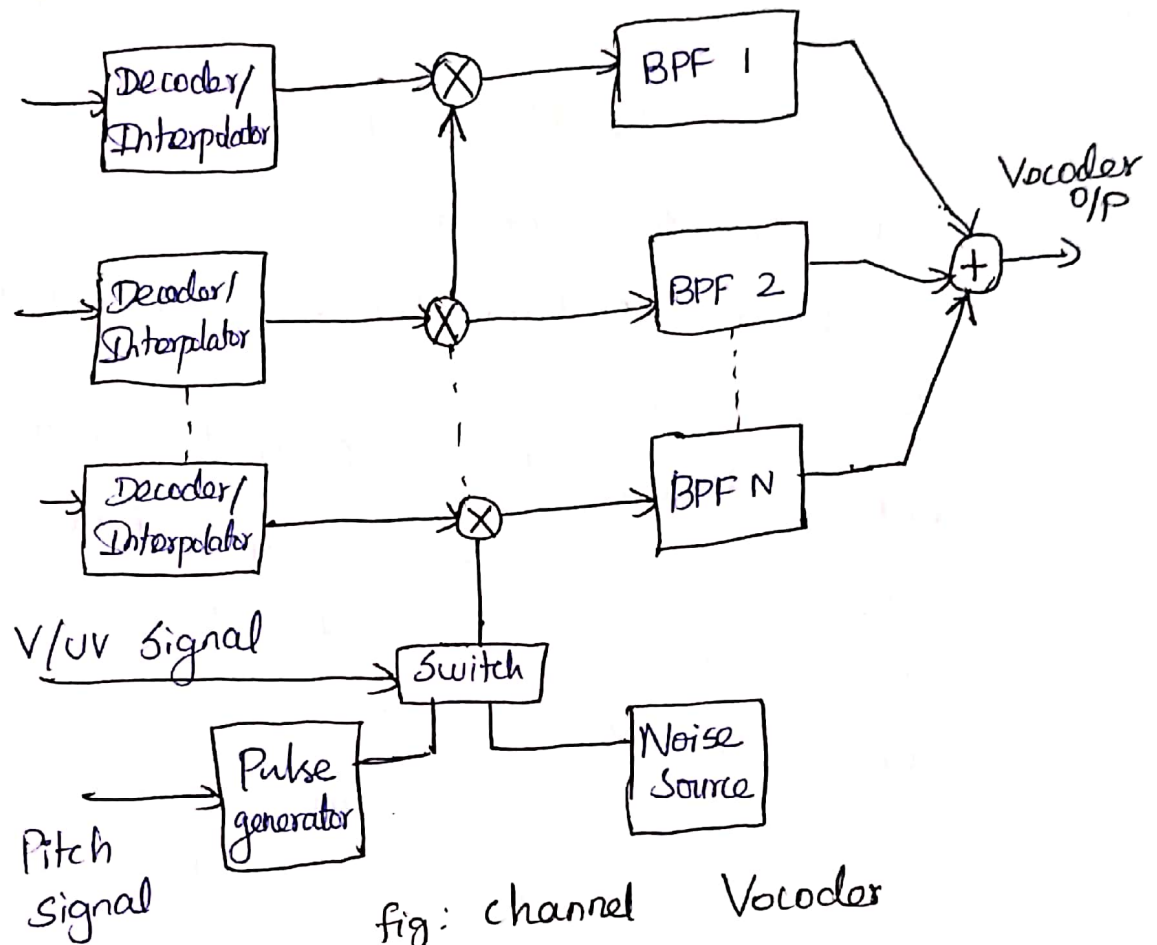 Decoder/
Interpolator
BPF 1
Vocoder
O/P
Decoder/
Interpolator
BPF 2
+
Decoder/
Interpolator
BPF N
V/UV Signal
Switch
Pulse
generator
Noise
Source
Pitch
signal
fig: channel Vocoder